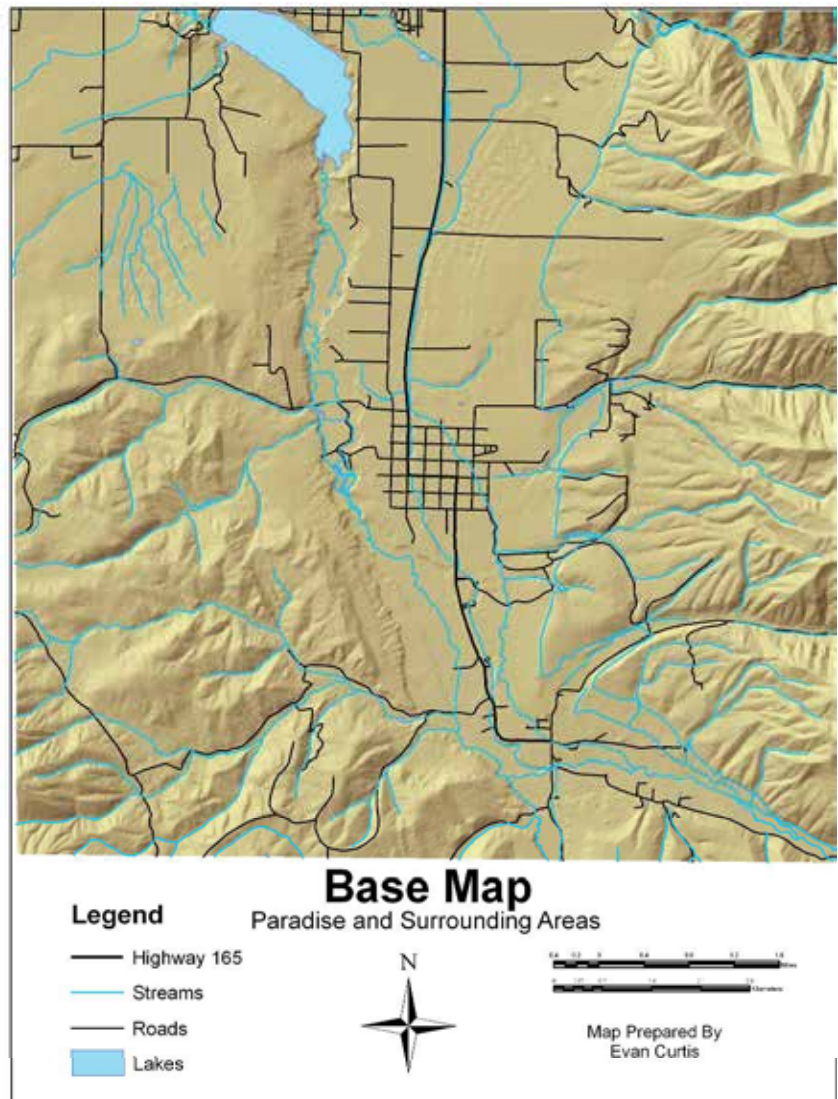 Base Map
Paradise and Surrounding Areas
Legend
Highway 165
Streams
Roads
Lakes
N
Map Prepared By
Evan Curtis